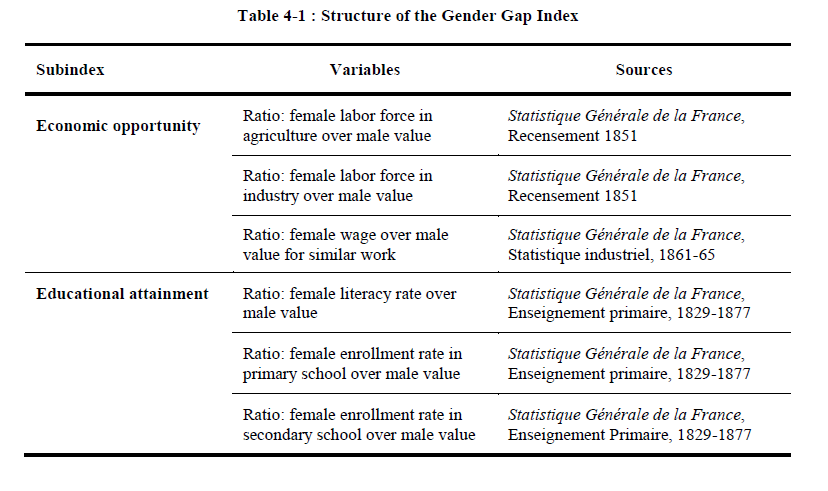 Table 4-1 : Structure of the Gender Gap Index
Subindex Variables Sources
Economic opportunity
Ratio: female labor force in
agriculture over male value
Statistique Générale de la France,
Recensement 1851
Ratio: female labor force in
industry over male value
Statistique Générale de la France,
Recensement 1851
Ratio: female wage over male
value for similar work
Statistique Générale de la France,
Statistique industriel, 1861-65
Educational attainment
Ratio: female literacy rate over
male value
Statistique Générale de la France,
Enseignement primaire, 1829-1877
Ratio: female enrollment rate in
primary school over male value
Statistique Générale de la France,
Enseignement primaire, 1829-1877
Ratio: female enrollment rate in
secondary school over male value
Statistique Générale de la France,
Enseignement Primaire, 1829-1877